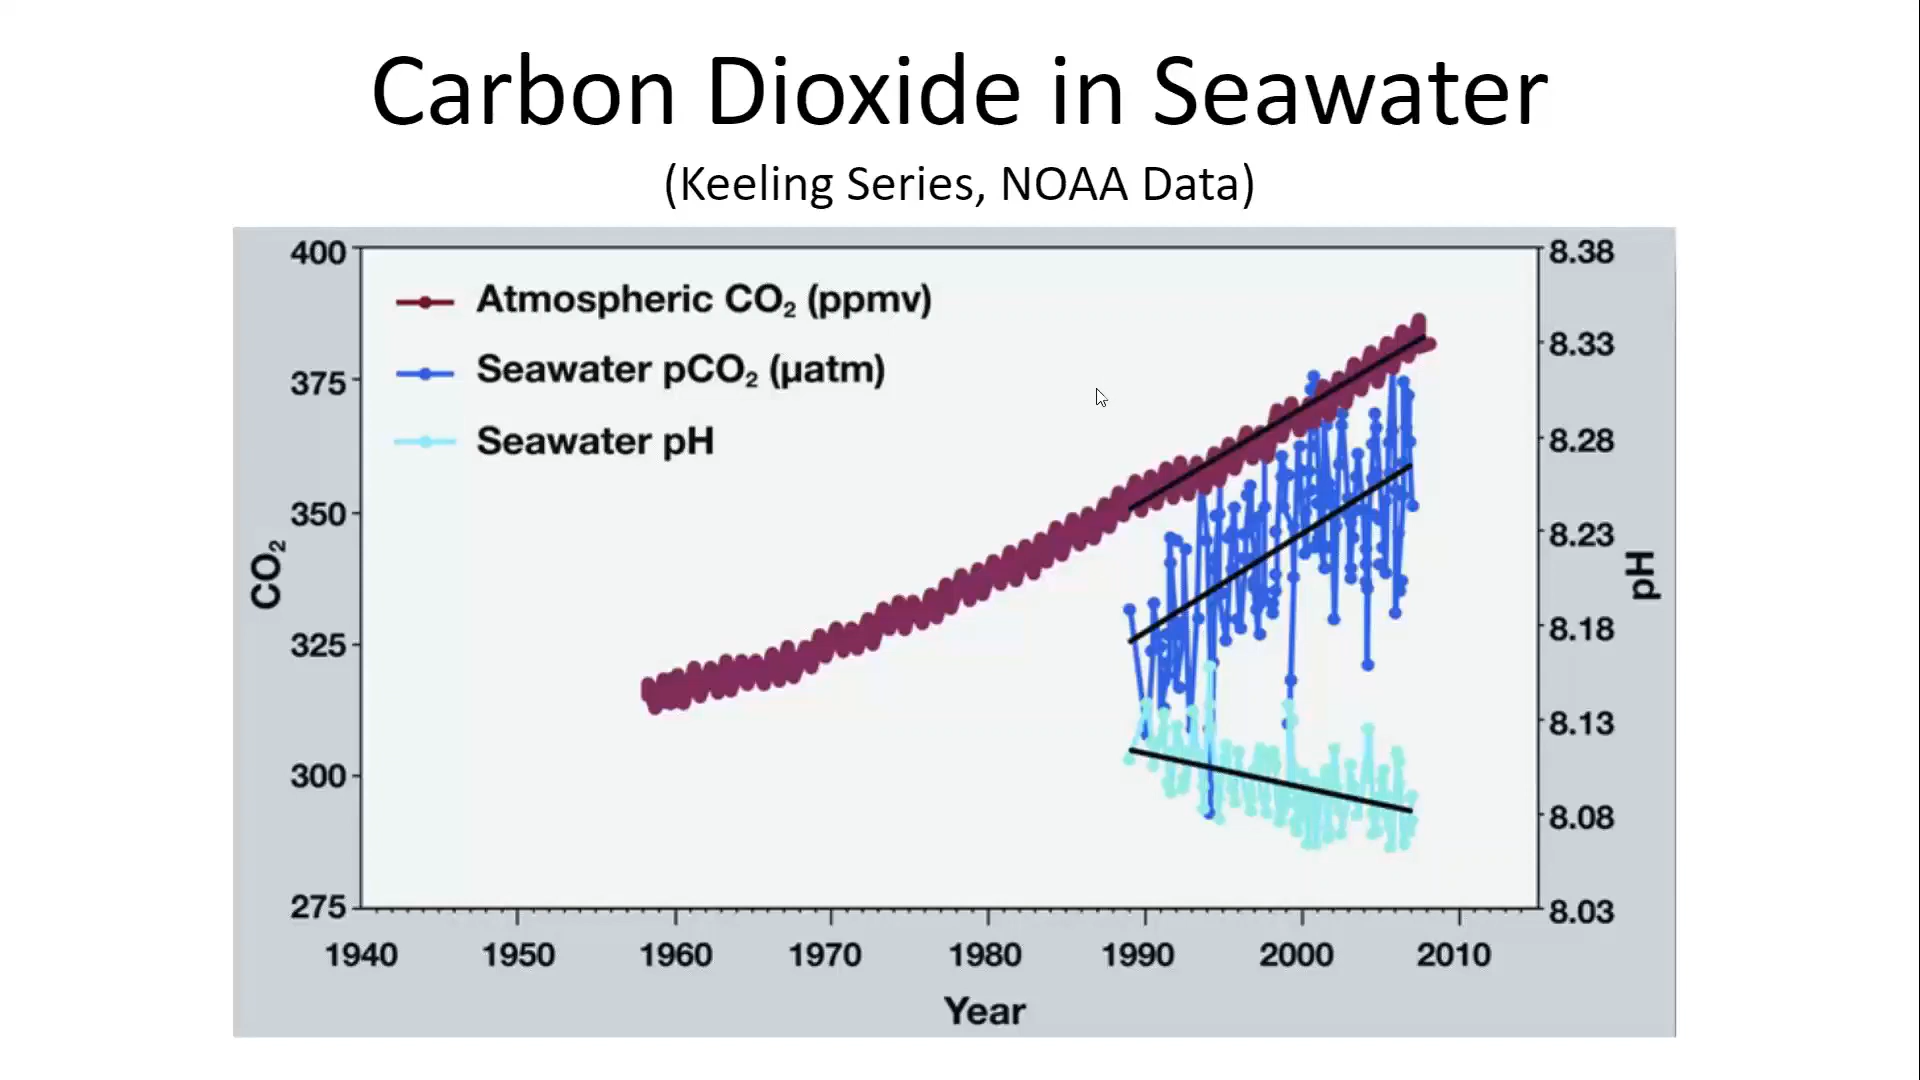 Carbon Dioxide in Seawater
(Keeling Series, NOAA Data)
400
375
350
325
300
275
CO₂
Atmospheric CO₂ (ppmv)
Seawater pCO₂ (µatm)
Seawater pH
8.38
8.33
8.28
8.23
8.18
8.13
8.08
8.03
pH
1940 1950 1960 1970 1980 1990 2000 2010
Year